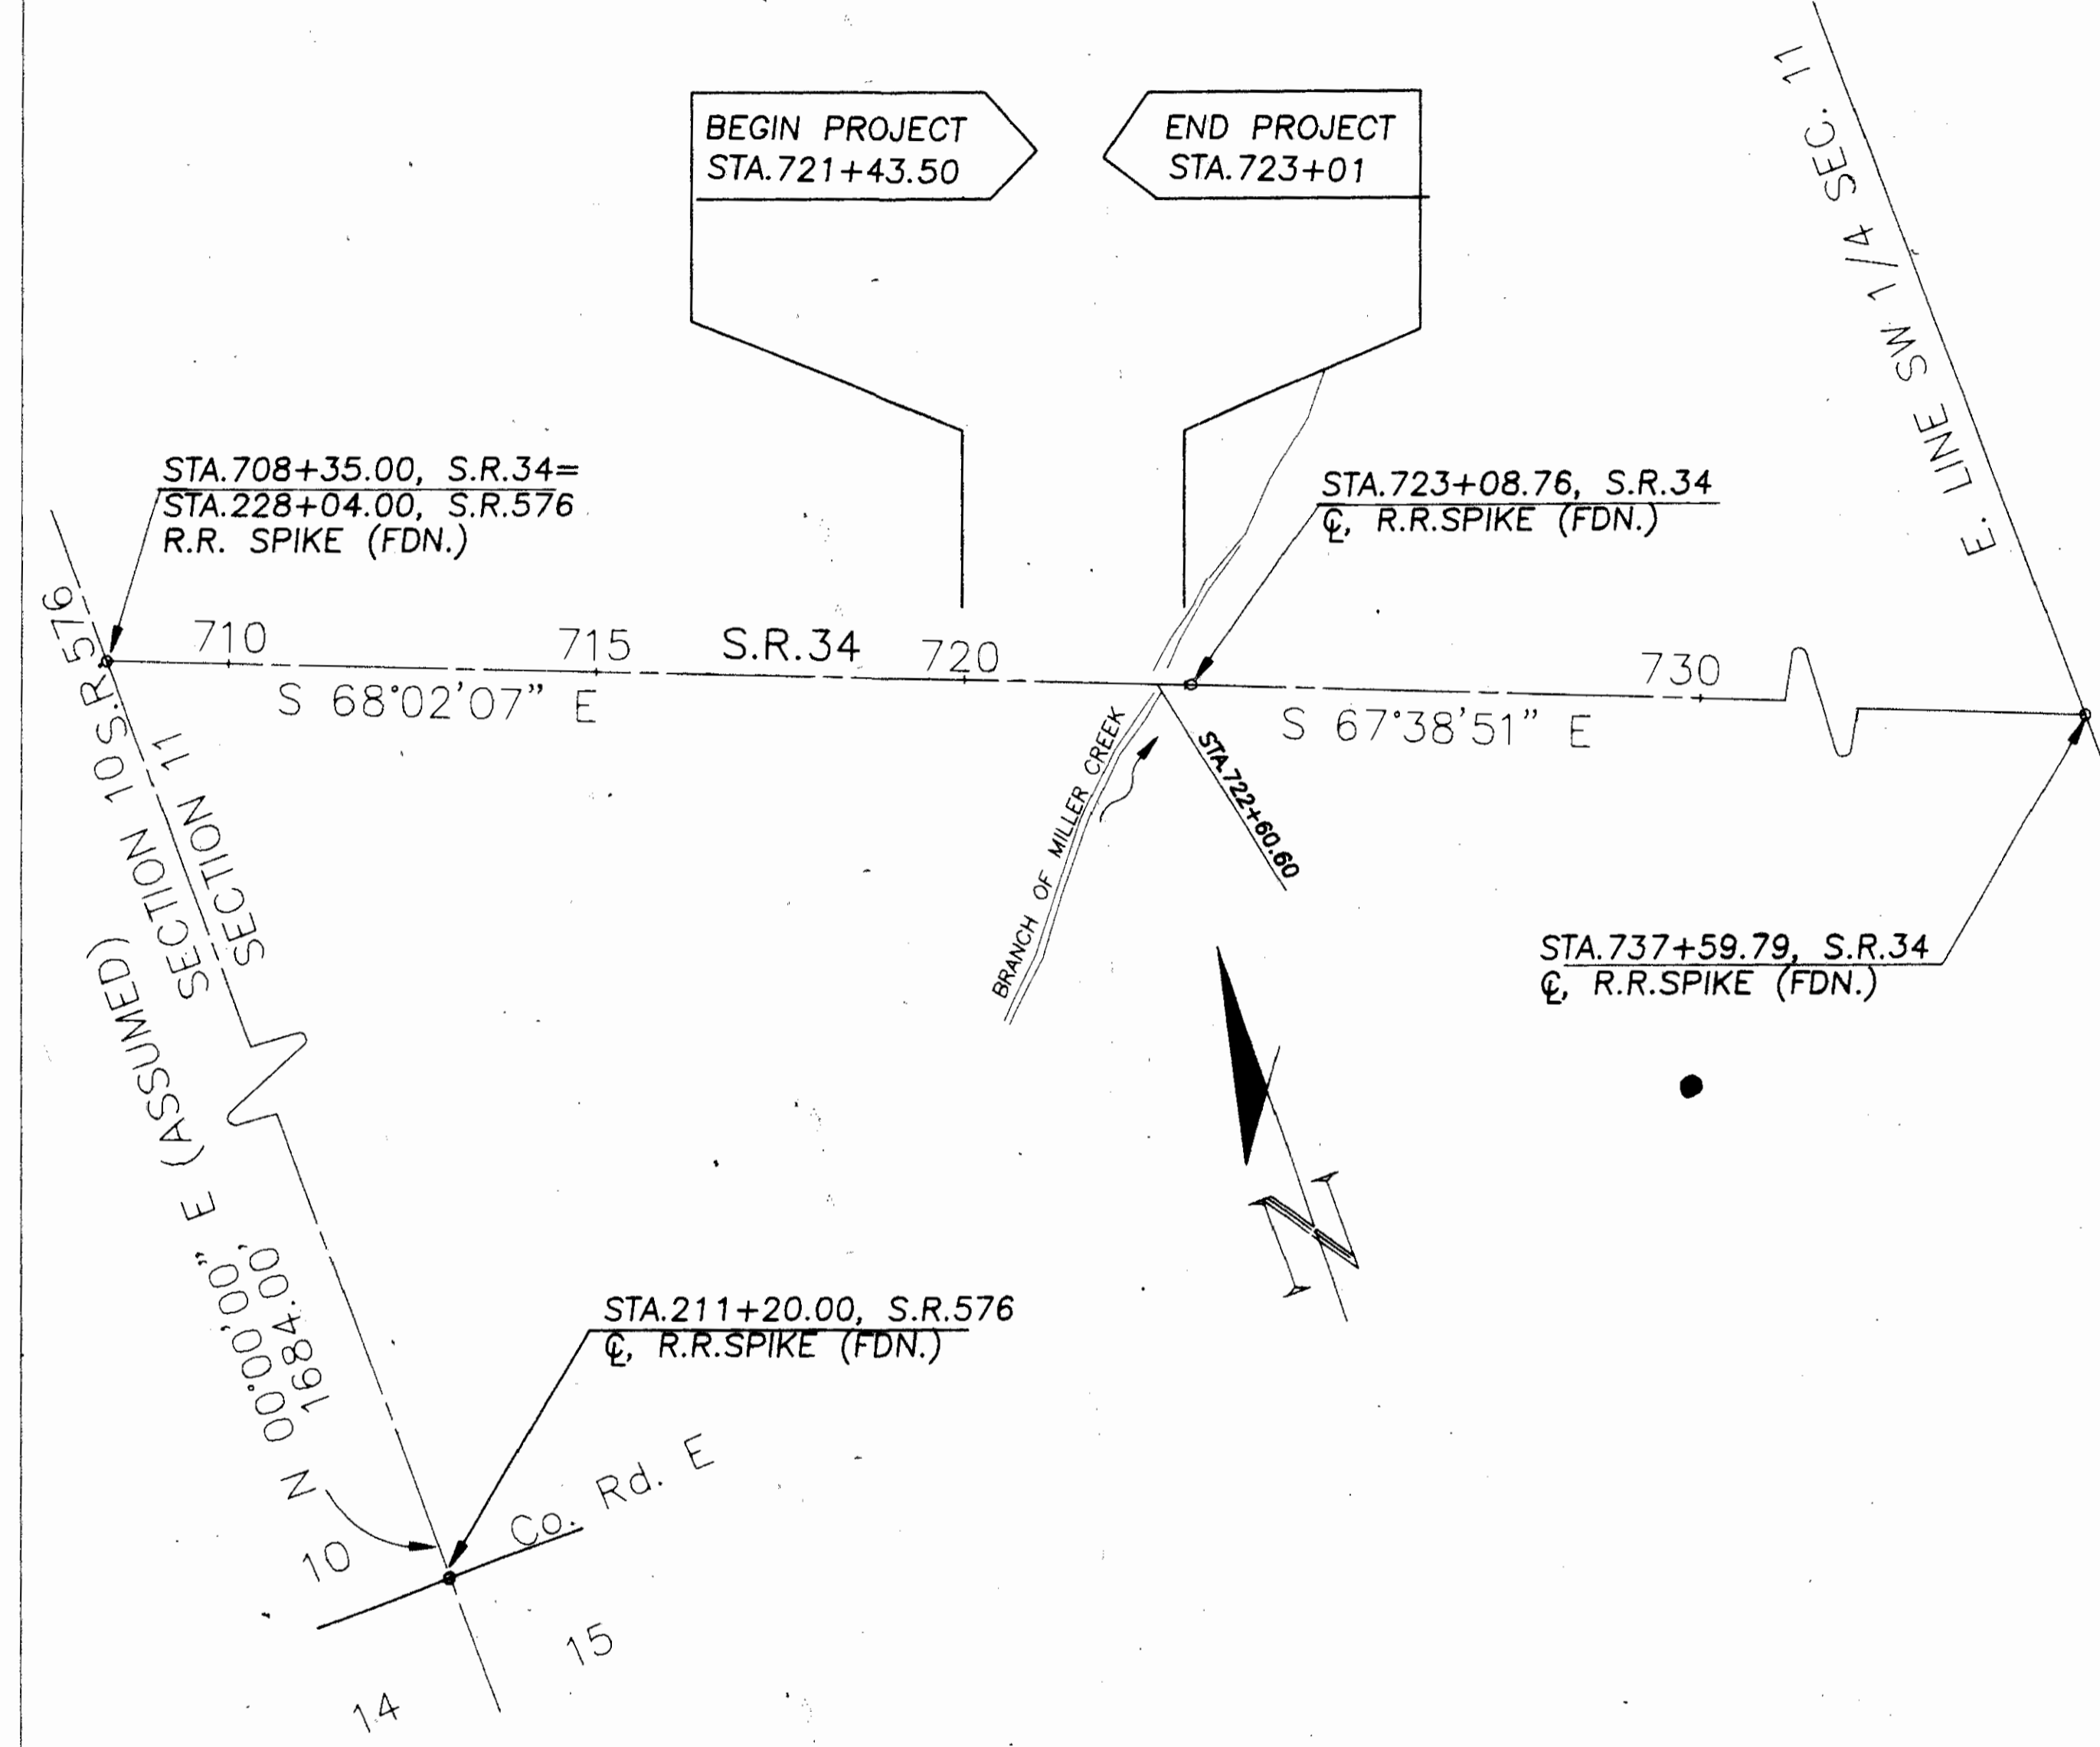 BEGIN PROJECT
STA.721+43.50
END PROJECT
STA.723+01
E. LINE SW 1/4 SEC. 11
STA.708+35.00, S.R.34=
STA.228+04.00, S.R.576
R.R. SPIKE (FDN.)
STA.723+08.76, S.R.34
℄, R.R.SPIKE (FDN.)
S.R. 576
710
715
S.R.34
720
730
S 68°02'07" E
S 67°38'51" E
SECTION 10
SECTION 11
BRANCH OF MILLER CREEK
STA.722+60.60
STA.737+59.79, S.R.34
℄, R.R.SPIKE (FDN.)
N 00°00'00" E (ASSUMED)
1684.00'
N
STA.211+20.00, S.R.576
℄, R.R.SPIKE (FDN.)
Co. Rd. E
10
15
14